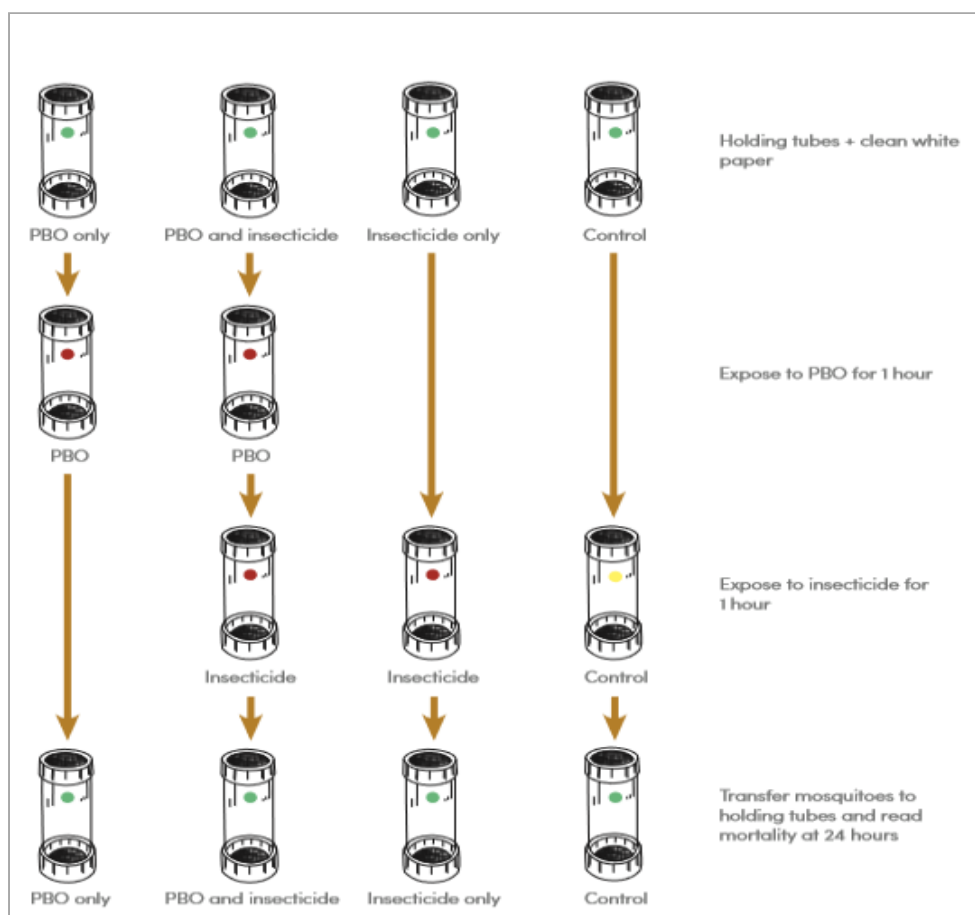 Holding tubes + clean white
paper
PBO only
PBO and insecticide
Insecticide only
Control
Expose to PBO for 1 hour
PBO
PBO
Expose to insecticide for
1 hour
Insecticide
Insecticide
Control
Transfer mosquitoes to
holding tubes and read
mortality at 24 hours
PBO only
PBO and insecticide
Insecticide only
Control